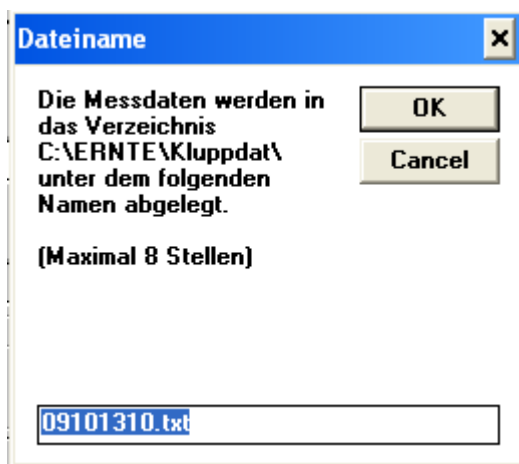 Dateiname
Die Messdaten werden in
das Verzeichnis
C:\ERNTE\Kluppdat\
unter dem folgenden
Namen abgelegt.
(Maximal 8 Stellen)
OK
Cancel
09101310.txt